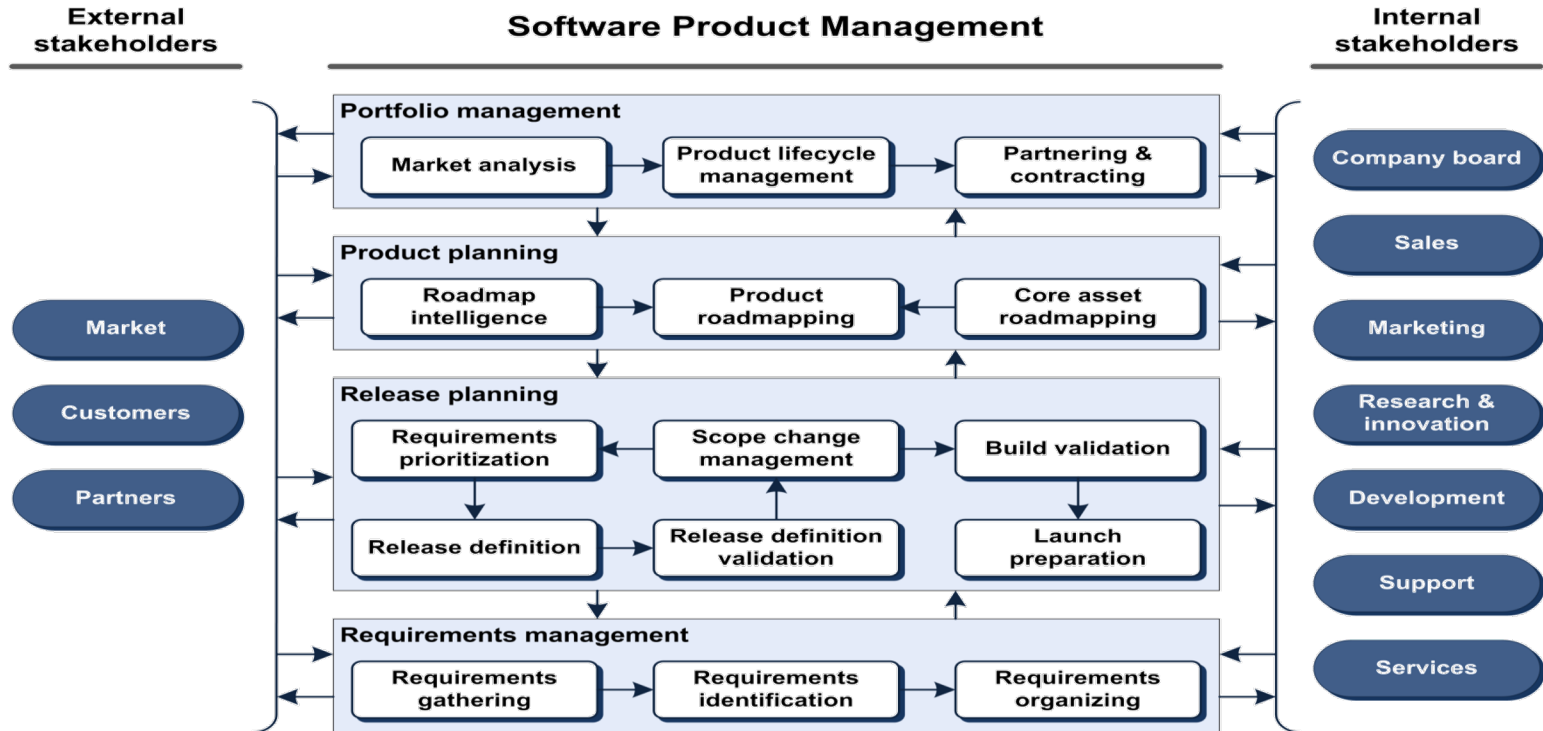 External
stakeholders
Software Product Management
Internal
stakeholders
Portfolio management
Market analysis
Product lifecycle
management
Partnering &
contracting
Product planning
Roadmap
intelligence
Product
roadmapping
Core asset
roadmapping
Release planning
Requirements
prioritization
Scope change
management
Build validation
Release definition
Release definition
validation
Launch
preparation
Requirements management
Requirements
gathering
Requirements
identification
Requirements
organizing
Market
Customers
Partners
Company board
Sales
Marketing
Research &
innovation
Development
Support
Services